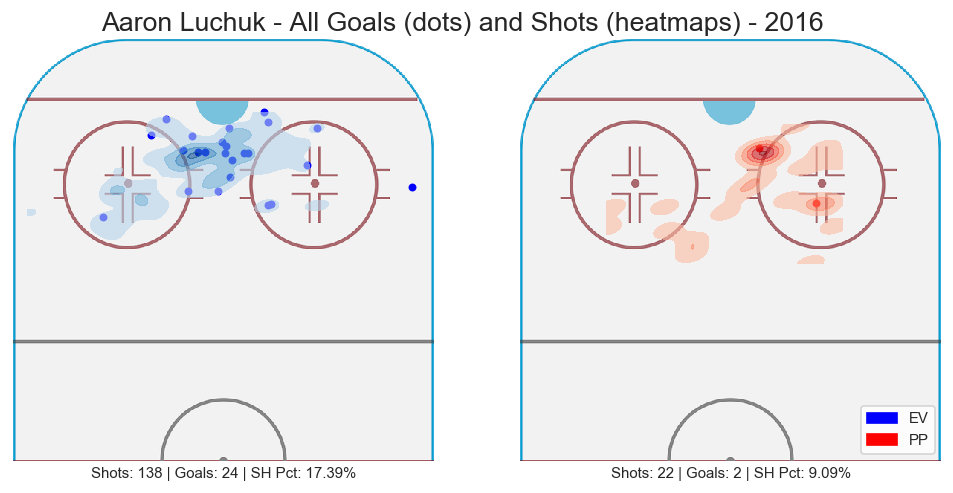 Aaron Luchuk - All Goals (dots) and Shots (heatmaps) - 2016
EV
PP
Shots: 138 | Goals: 24 | SH Pct: 17.39%
Shots: 22 | Goals: 2 | SH Pct: 9.09%